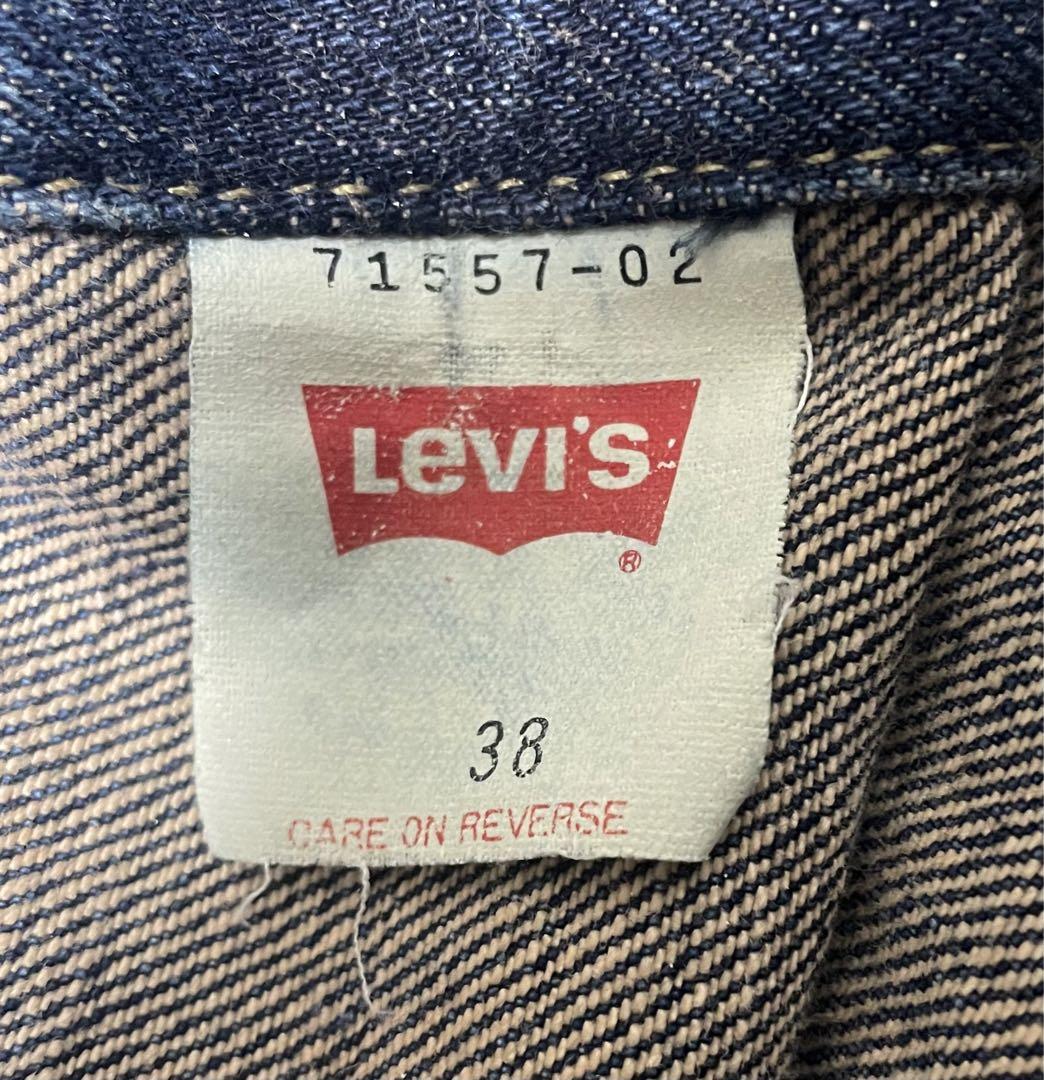 71557-02
LEVI'S
®
38
CARE ON REVERSE